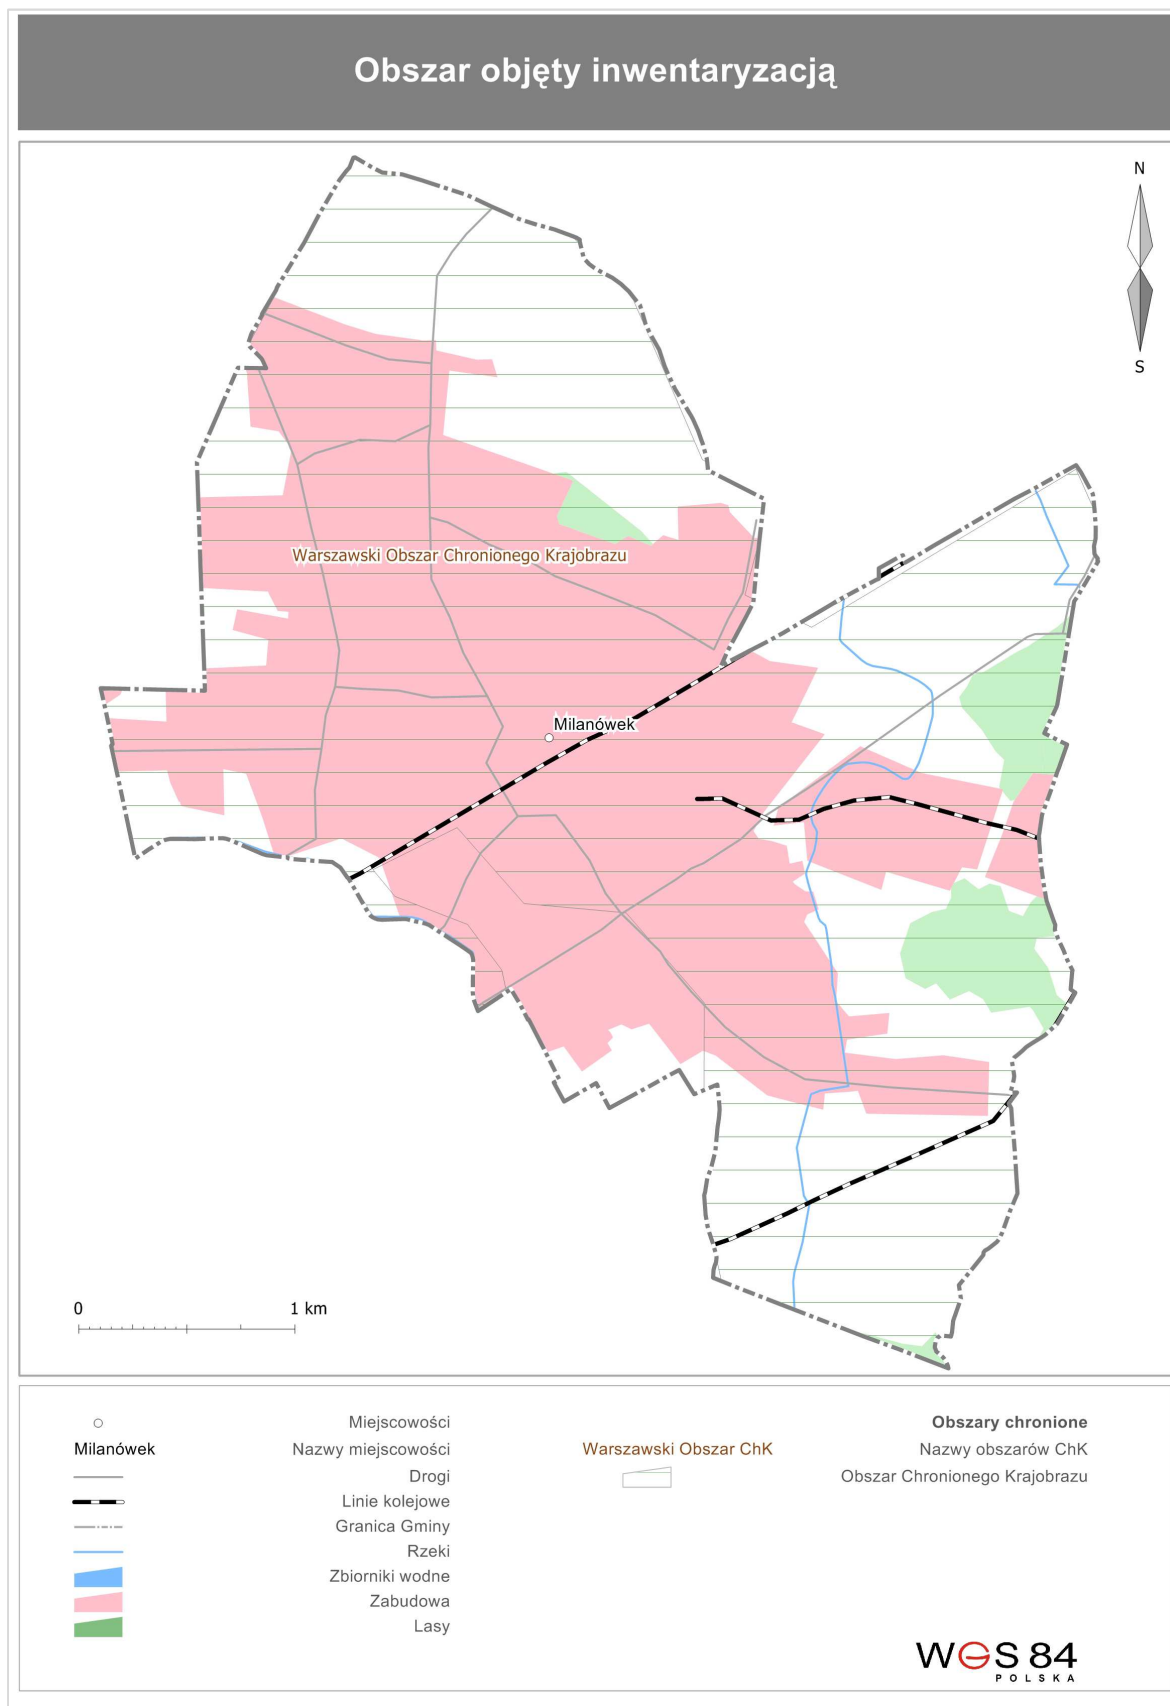 Obszar objęty inwentaryzacją
N
S
Warszawski Obszar Chronionego Krajobrazu
Milanówek
0 1 km
Miejscowości
Milanówek Nazwy miejscowości
Drogi
Linie kolejowe
Granica Gminy
Rzeki
Zbiorniki wodne
Zabudowa
Lasy
Obszary chronione
Warszawski Obszar ChK Nazwy obszarów ChK
Obszar Chronionego Krajobrazu
WGS 84
POLSKA